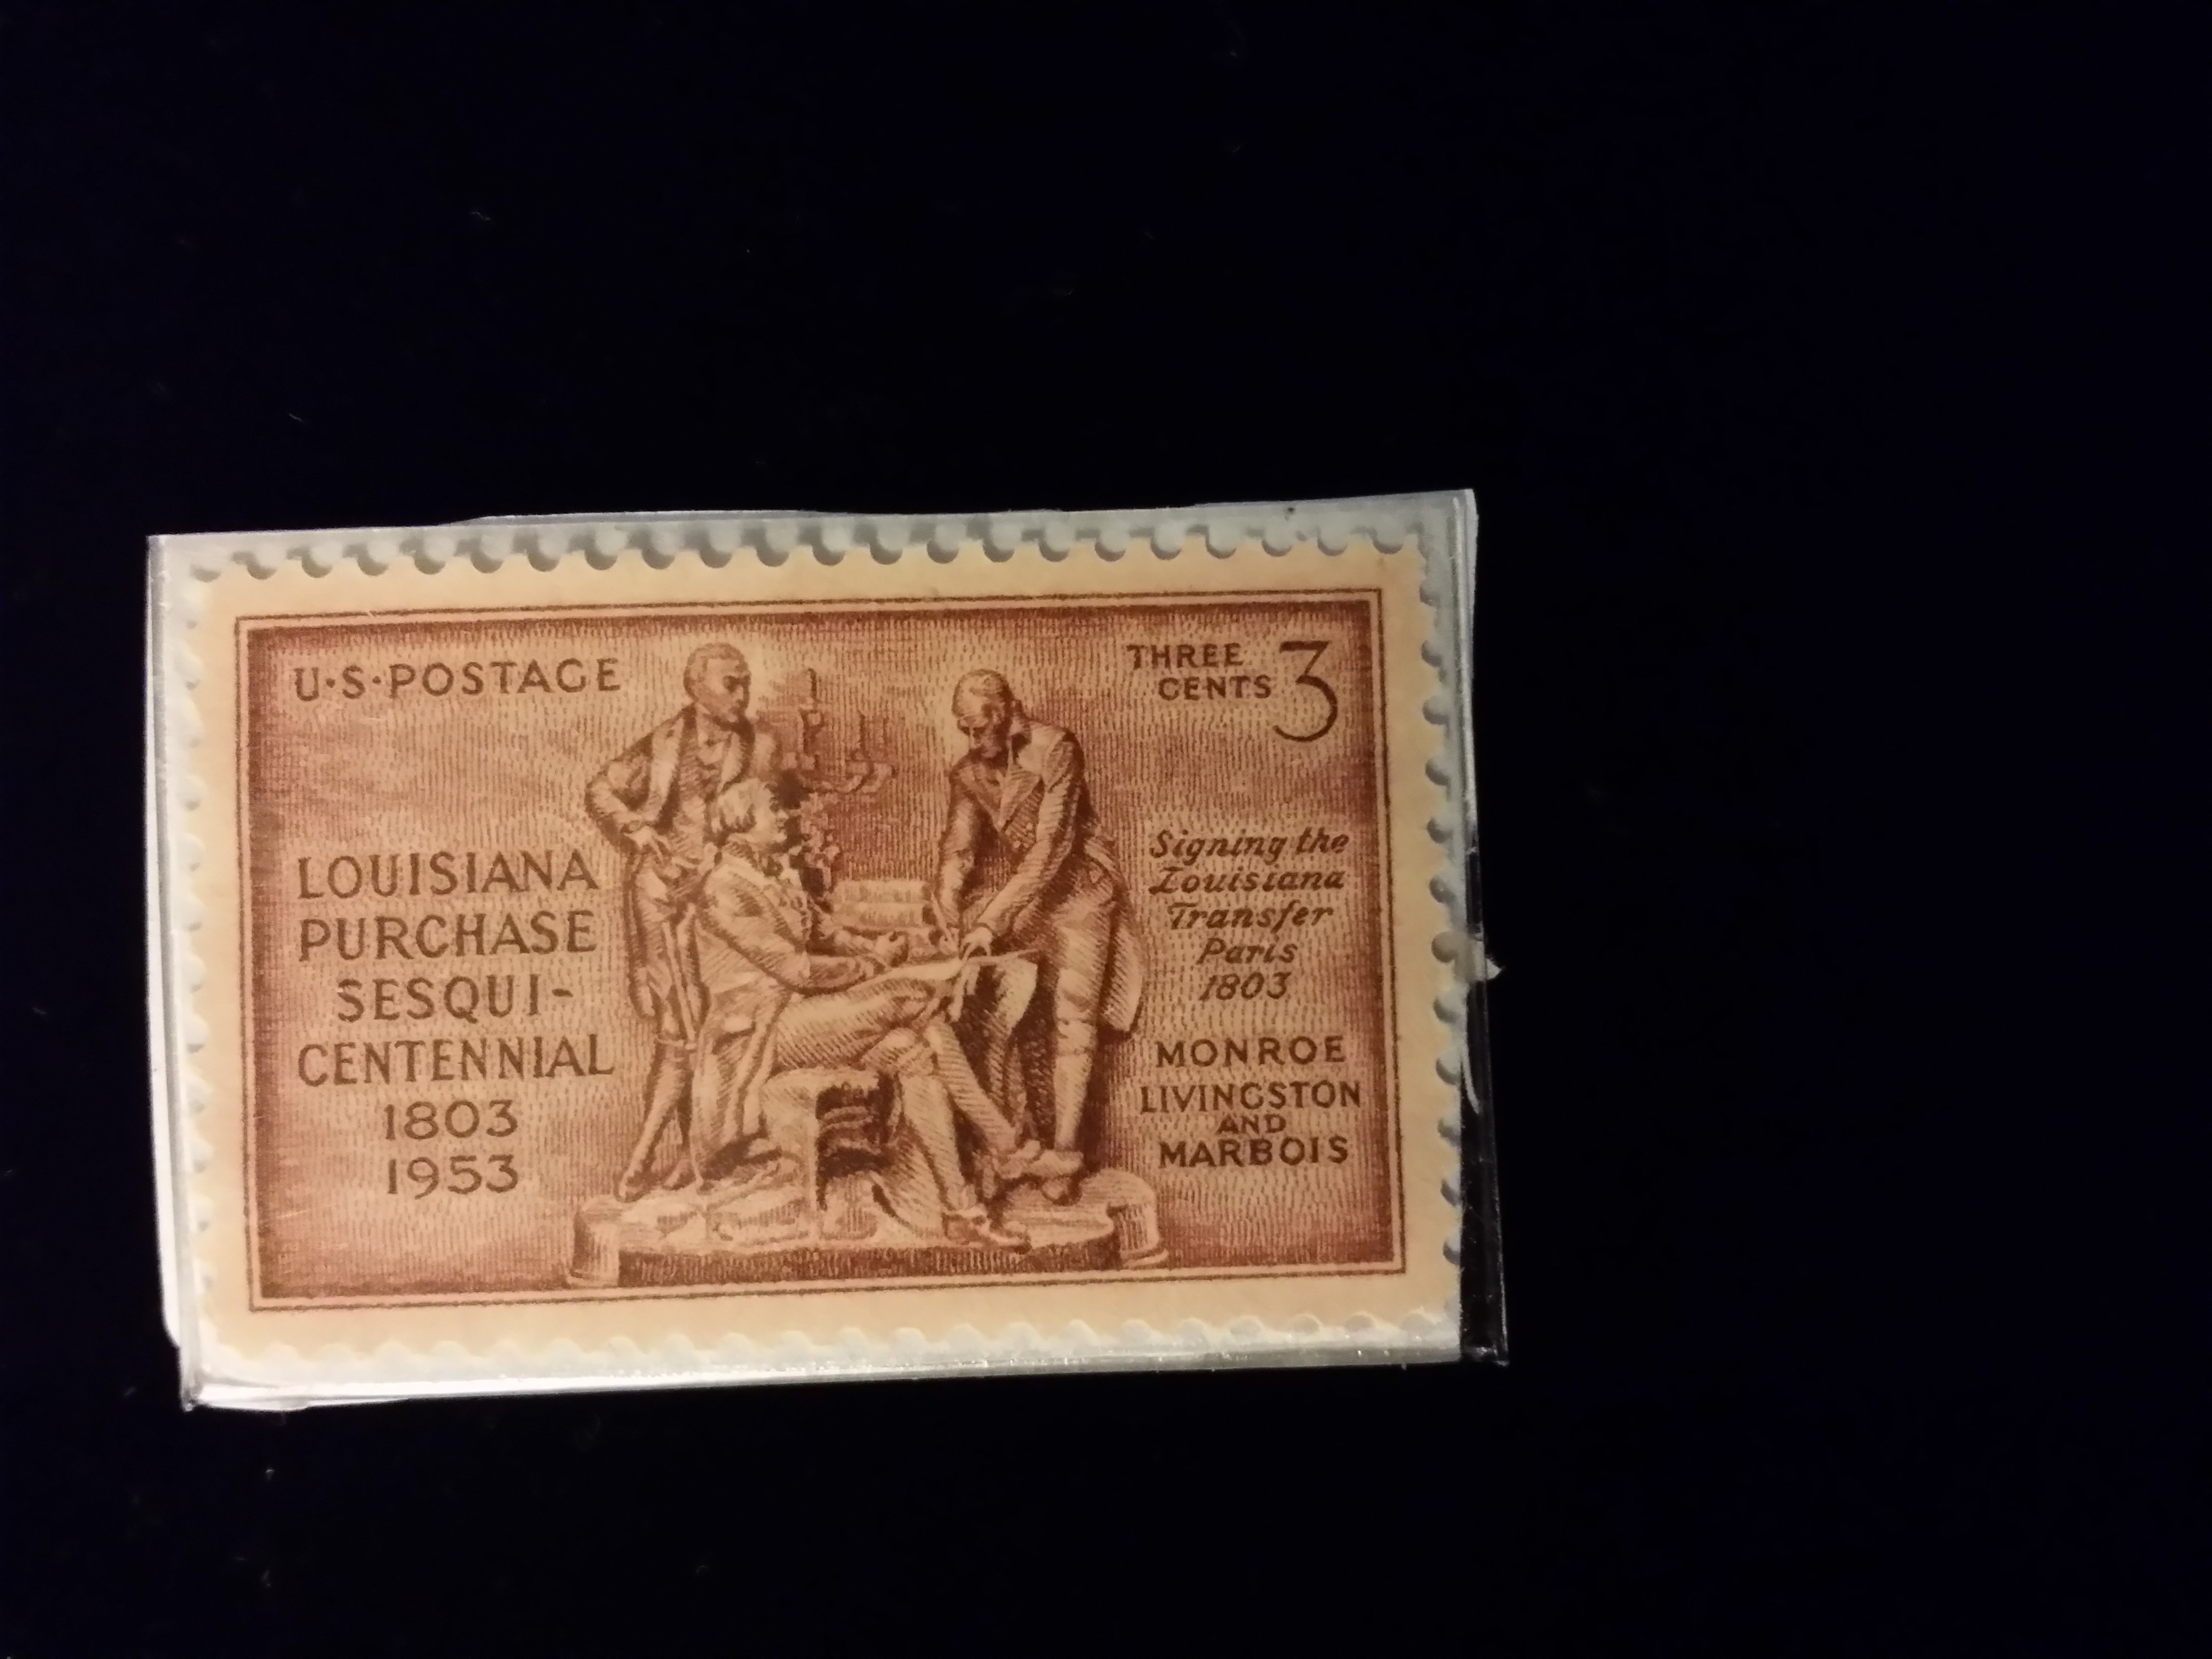 U·S·POSTAGE
THREE
CENTS 3
LOUISIANA
PURCHASE
SESQUI-
CENTENNIAL
1803
1953
Signing the
Louisiana
Transfer
Paris
1803
MONROE
LIVINGSTON
AND
MARBOIS